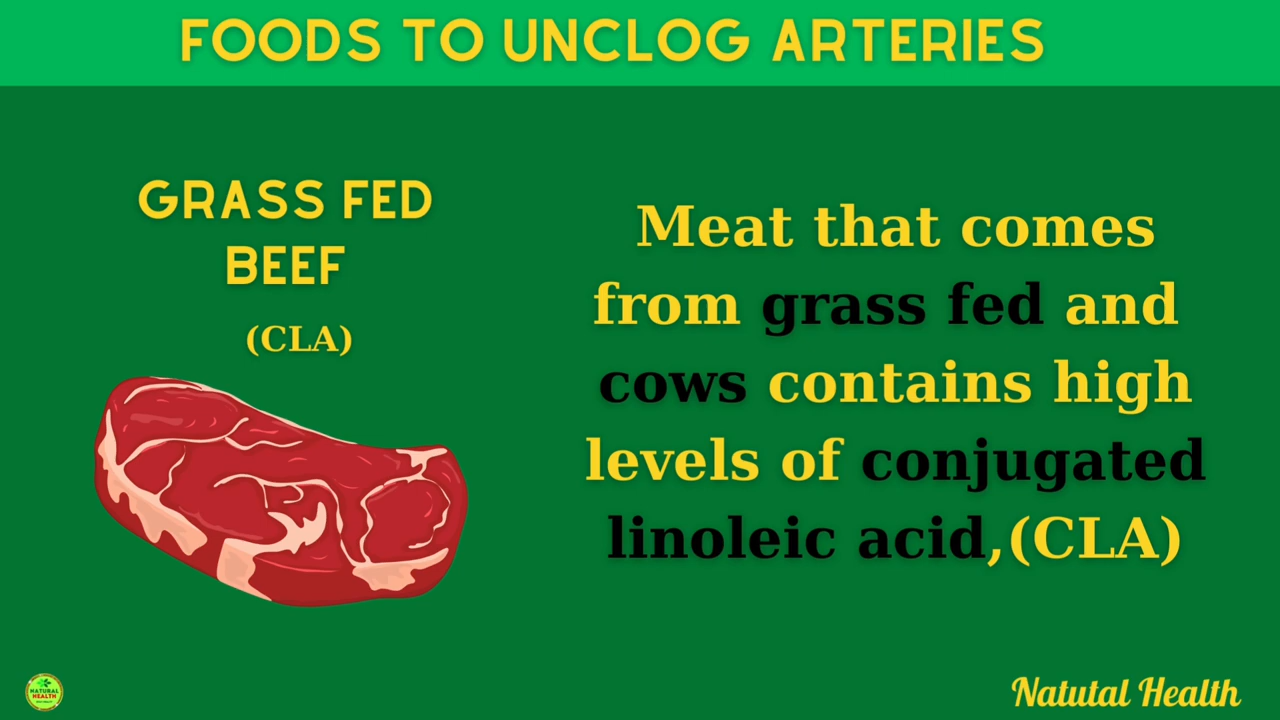 FOODS TO UNCLOG ARTERIES
GRASS FED
BEEF
(CLA)
Meat that comes
from grass fed and
cows contains high
levels of conjugated
linoleic acid,(CLA)
NATURAL
HEALTH
Natutal Health